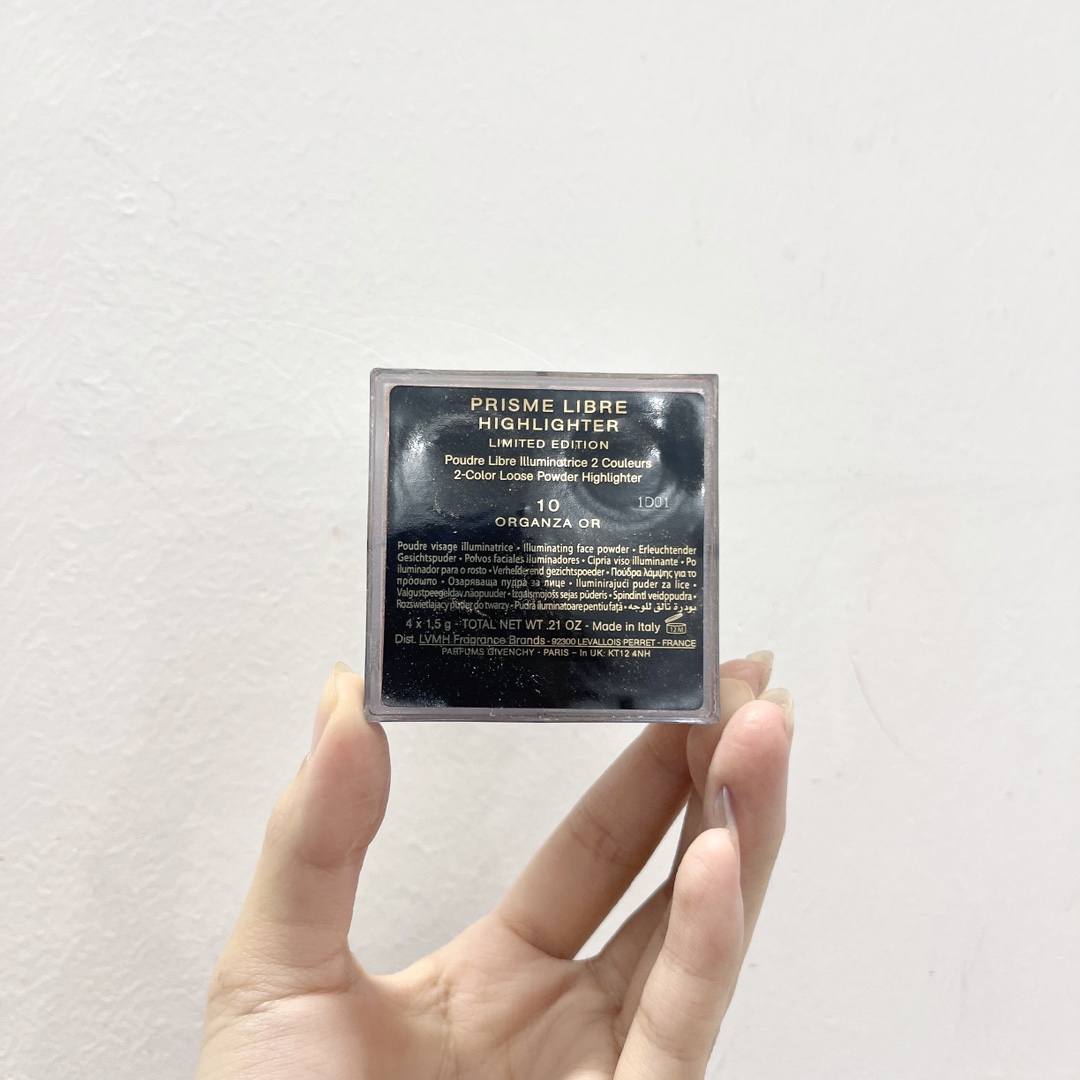 PRISME LIBRE
HIGHLIGHTER
LIMITED EDITION
Poudre Libre Illuminatrice 2 Couleurs
2-Color Loose Powder Highlighter
10
1D01
ORGANZA OR
Poudre visage illuminatrice • Illuminating face powder • Erleuchtender
Gesichtspuder • Polvos faciales iluminadores • Cipria viso illuminante • Po
iluminador para o rosto • Verhelderend gezichtspoeder • Πούδρα λάμψης για το
πρόσωπο • Озаряваща пудра за лице • Iluminirajući puder za lice •
Valgustpeegeldav näopuuder • Izgaismojošs sejas pūderis • Spindinti veido pudra •
Rozświetlający puder do twarzy • Pudră iluminatoare pentru față • بودرة تألق للوجه
4 x 1,5 g - TOTAL NET WT .21 OZ - Made in Italy 12M
Dist. LVMH Fragrance Brands - 92300 LEVALLOIS PERRET - FRANCE
PARFUMS GIVENCHY - PARIS – In UK: KT12 4NH